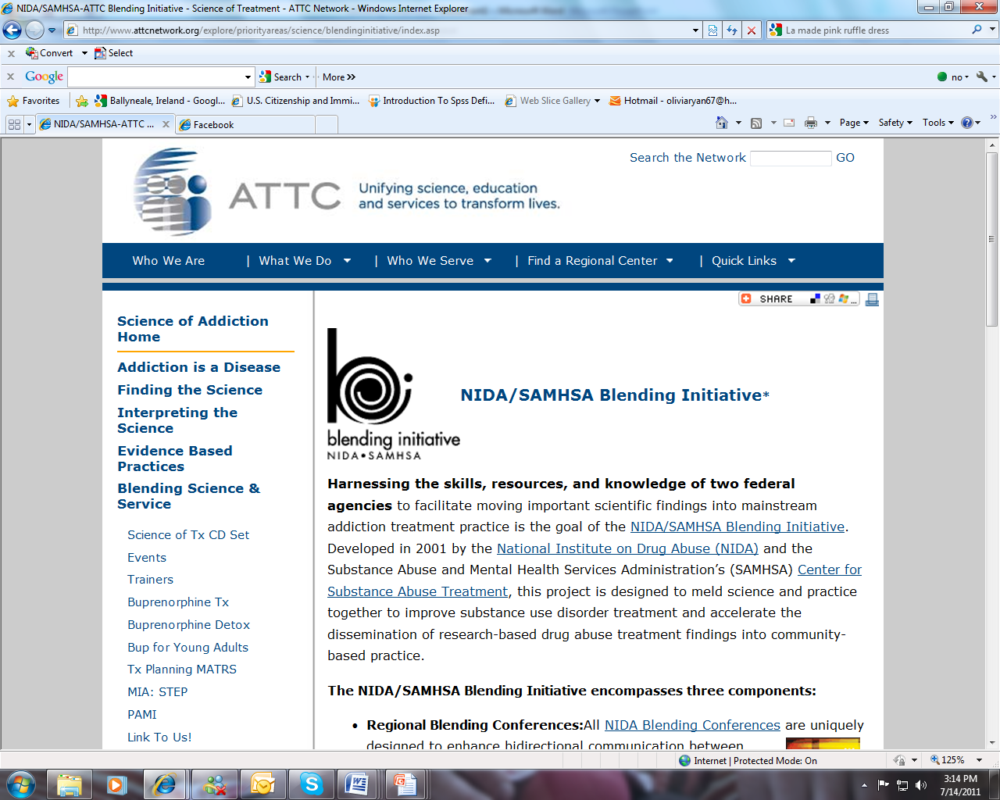 NIDA/SAMHSA-ATTC Blending Initiative - Science of Treatment - ATTC Network - Windows Internet Explorer
http://www.attcnetwork.org/explore/priorityareas/science/blendinginitiative/index.asp
La made pink ruffle dress
x Convert Select
x Google Search More >> no
Favorites Ballyneale, Ireland - Googl... U.S. Citizenship and Immi... Introduction To Spss Defi... Web Slice Gallery Hotmail - oliviaryan67@h...
NIDA/SAMHSA-ATTC ... x Facebook Page Safety Tools
Search the Network GO
ATTC
Unifying science, education
and services to transform lives.
Who We Are | What We Do | Who We Serve | Find a Regional Center | Quick Links
SHARE ...
Science of Addiction
Home
Addiction is a Disease
Finding the Science
Interpreting the
Science
Evidence Based
Practices
Blending Science &
Service
Science of Tx CD Set
Events
Trainers
Buprenorphine Tx
Buprenorphine Detox
Bup for Young Adults
Tx Planning MATRS
MIA: STEP
PAMI
Link To Us!
blending initiative
NIDA•SAMHSA
NIDA/SAMHSA Blending Initiative*
Harnessing the skills, resources, and knowledge of two federal
agencies to facilitate moving important scientific findings into mainstream
addiction treatment practice is the goal of the NIDA/SAMHSA Blending Initiative.
Developed in 2001 by the National Institute on Drug Abuse (NIDA) and the
Substance Abuse and Mental Health Services Administration’s (SAMHSA) Center for
Substance Abuse Treatment, this project is designed to meld science and practice
together to improve substance use disorder treatment and accelerate the
dissemination of research-based drug abuse treatment findings into community-
based practice.
The NIDA/SAMHSA Blending Initiative encompasses three components:
• Regional Blending Conferences:All NIDA Blending Conferences are uniquely
designed to enhance bidirectional communication between
Internet | Protected Mode: On
125%
3:14 PM
7/14/2011